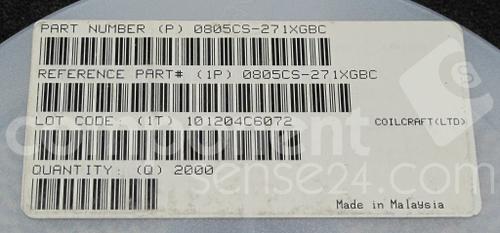 PART NUMBER (P) 0805CS-271XGBC
REFERENCE PART# (1P) 0805CS-271XGBC
LOT CODE: (1T) 101204C6072
COILCRAFT(LTD)
QUANTITY: (Q) 2000
Made in Malaysia
component
sense24.com